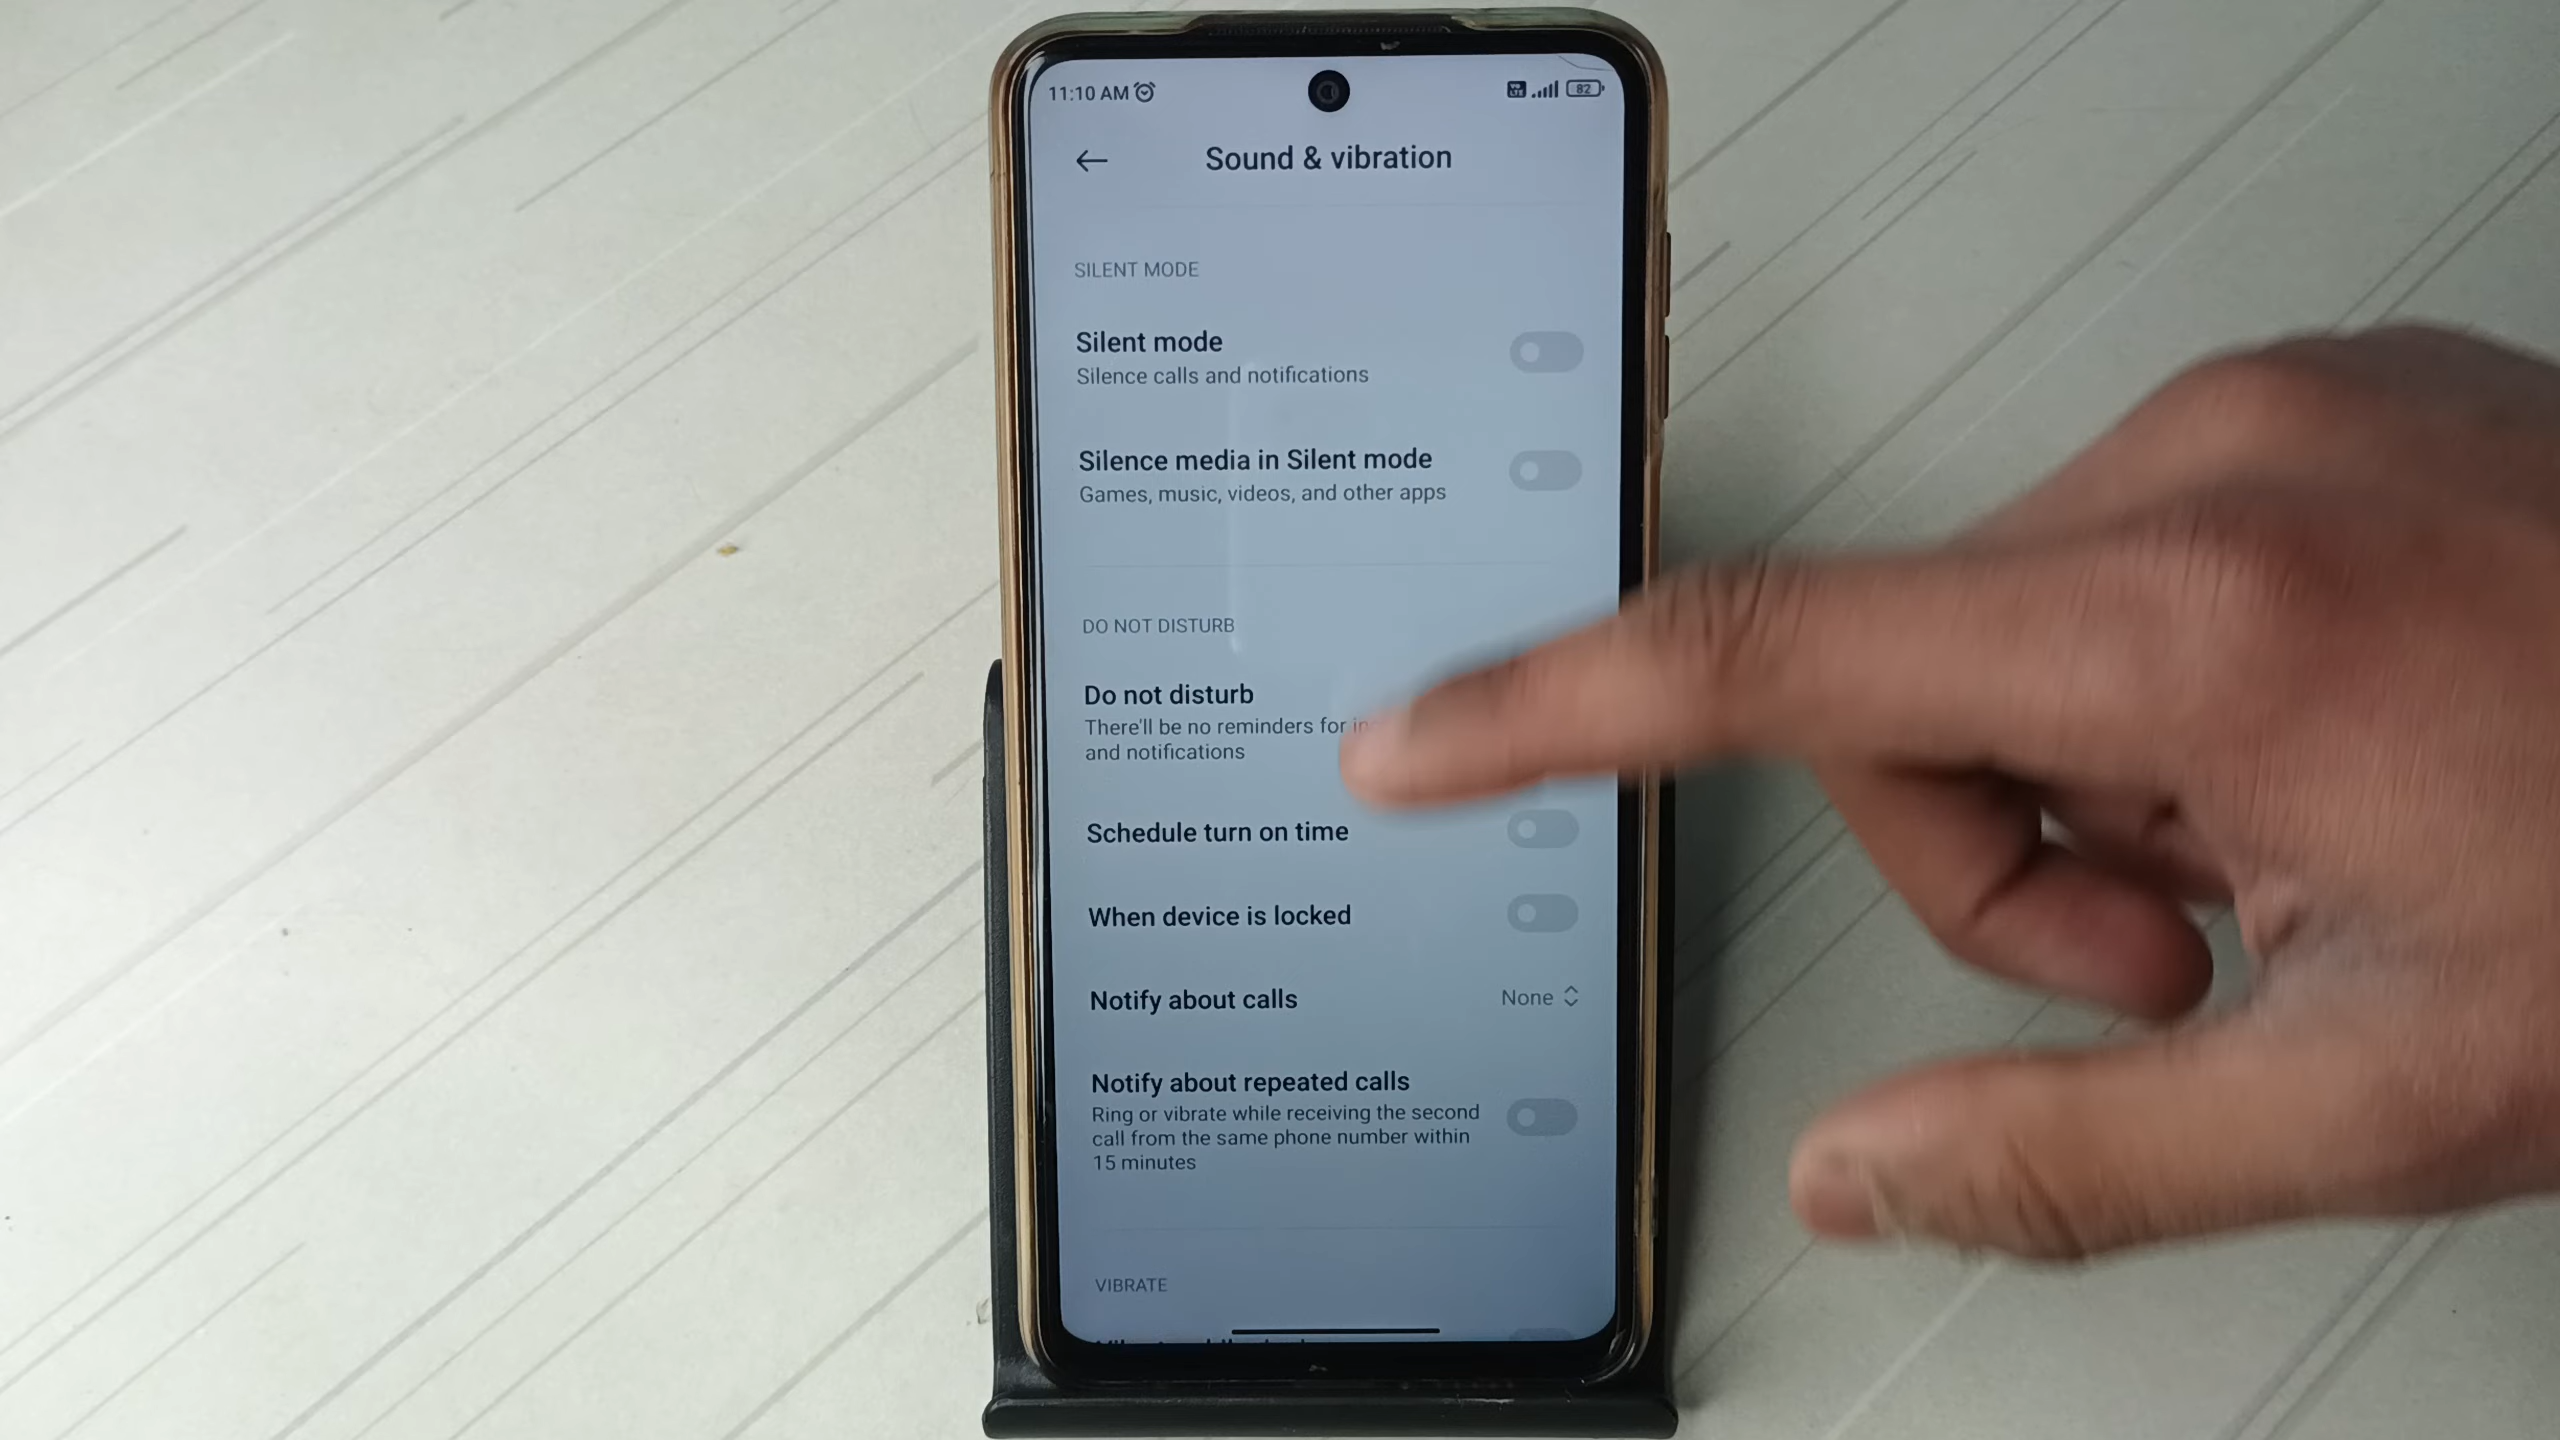 11:10 AM
Vo LTE 82
Sound & vibration
SILENT MODE
Silent mode
Silence calls and notifications
Silence media in Silent mode
Games, music, videos, and other apps
DO NOT DISTURB
Do not disturb
There'll be no reminders for
and notifications
Schedule turn on time
When device is locked
Notify about calls
None
Notify about repeated calls
Ring or vibrate while receiving the second
call from the same phone number within
15 minutes
VIBRATE